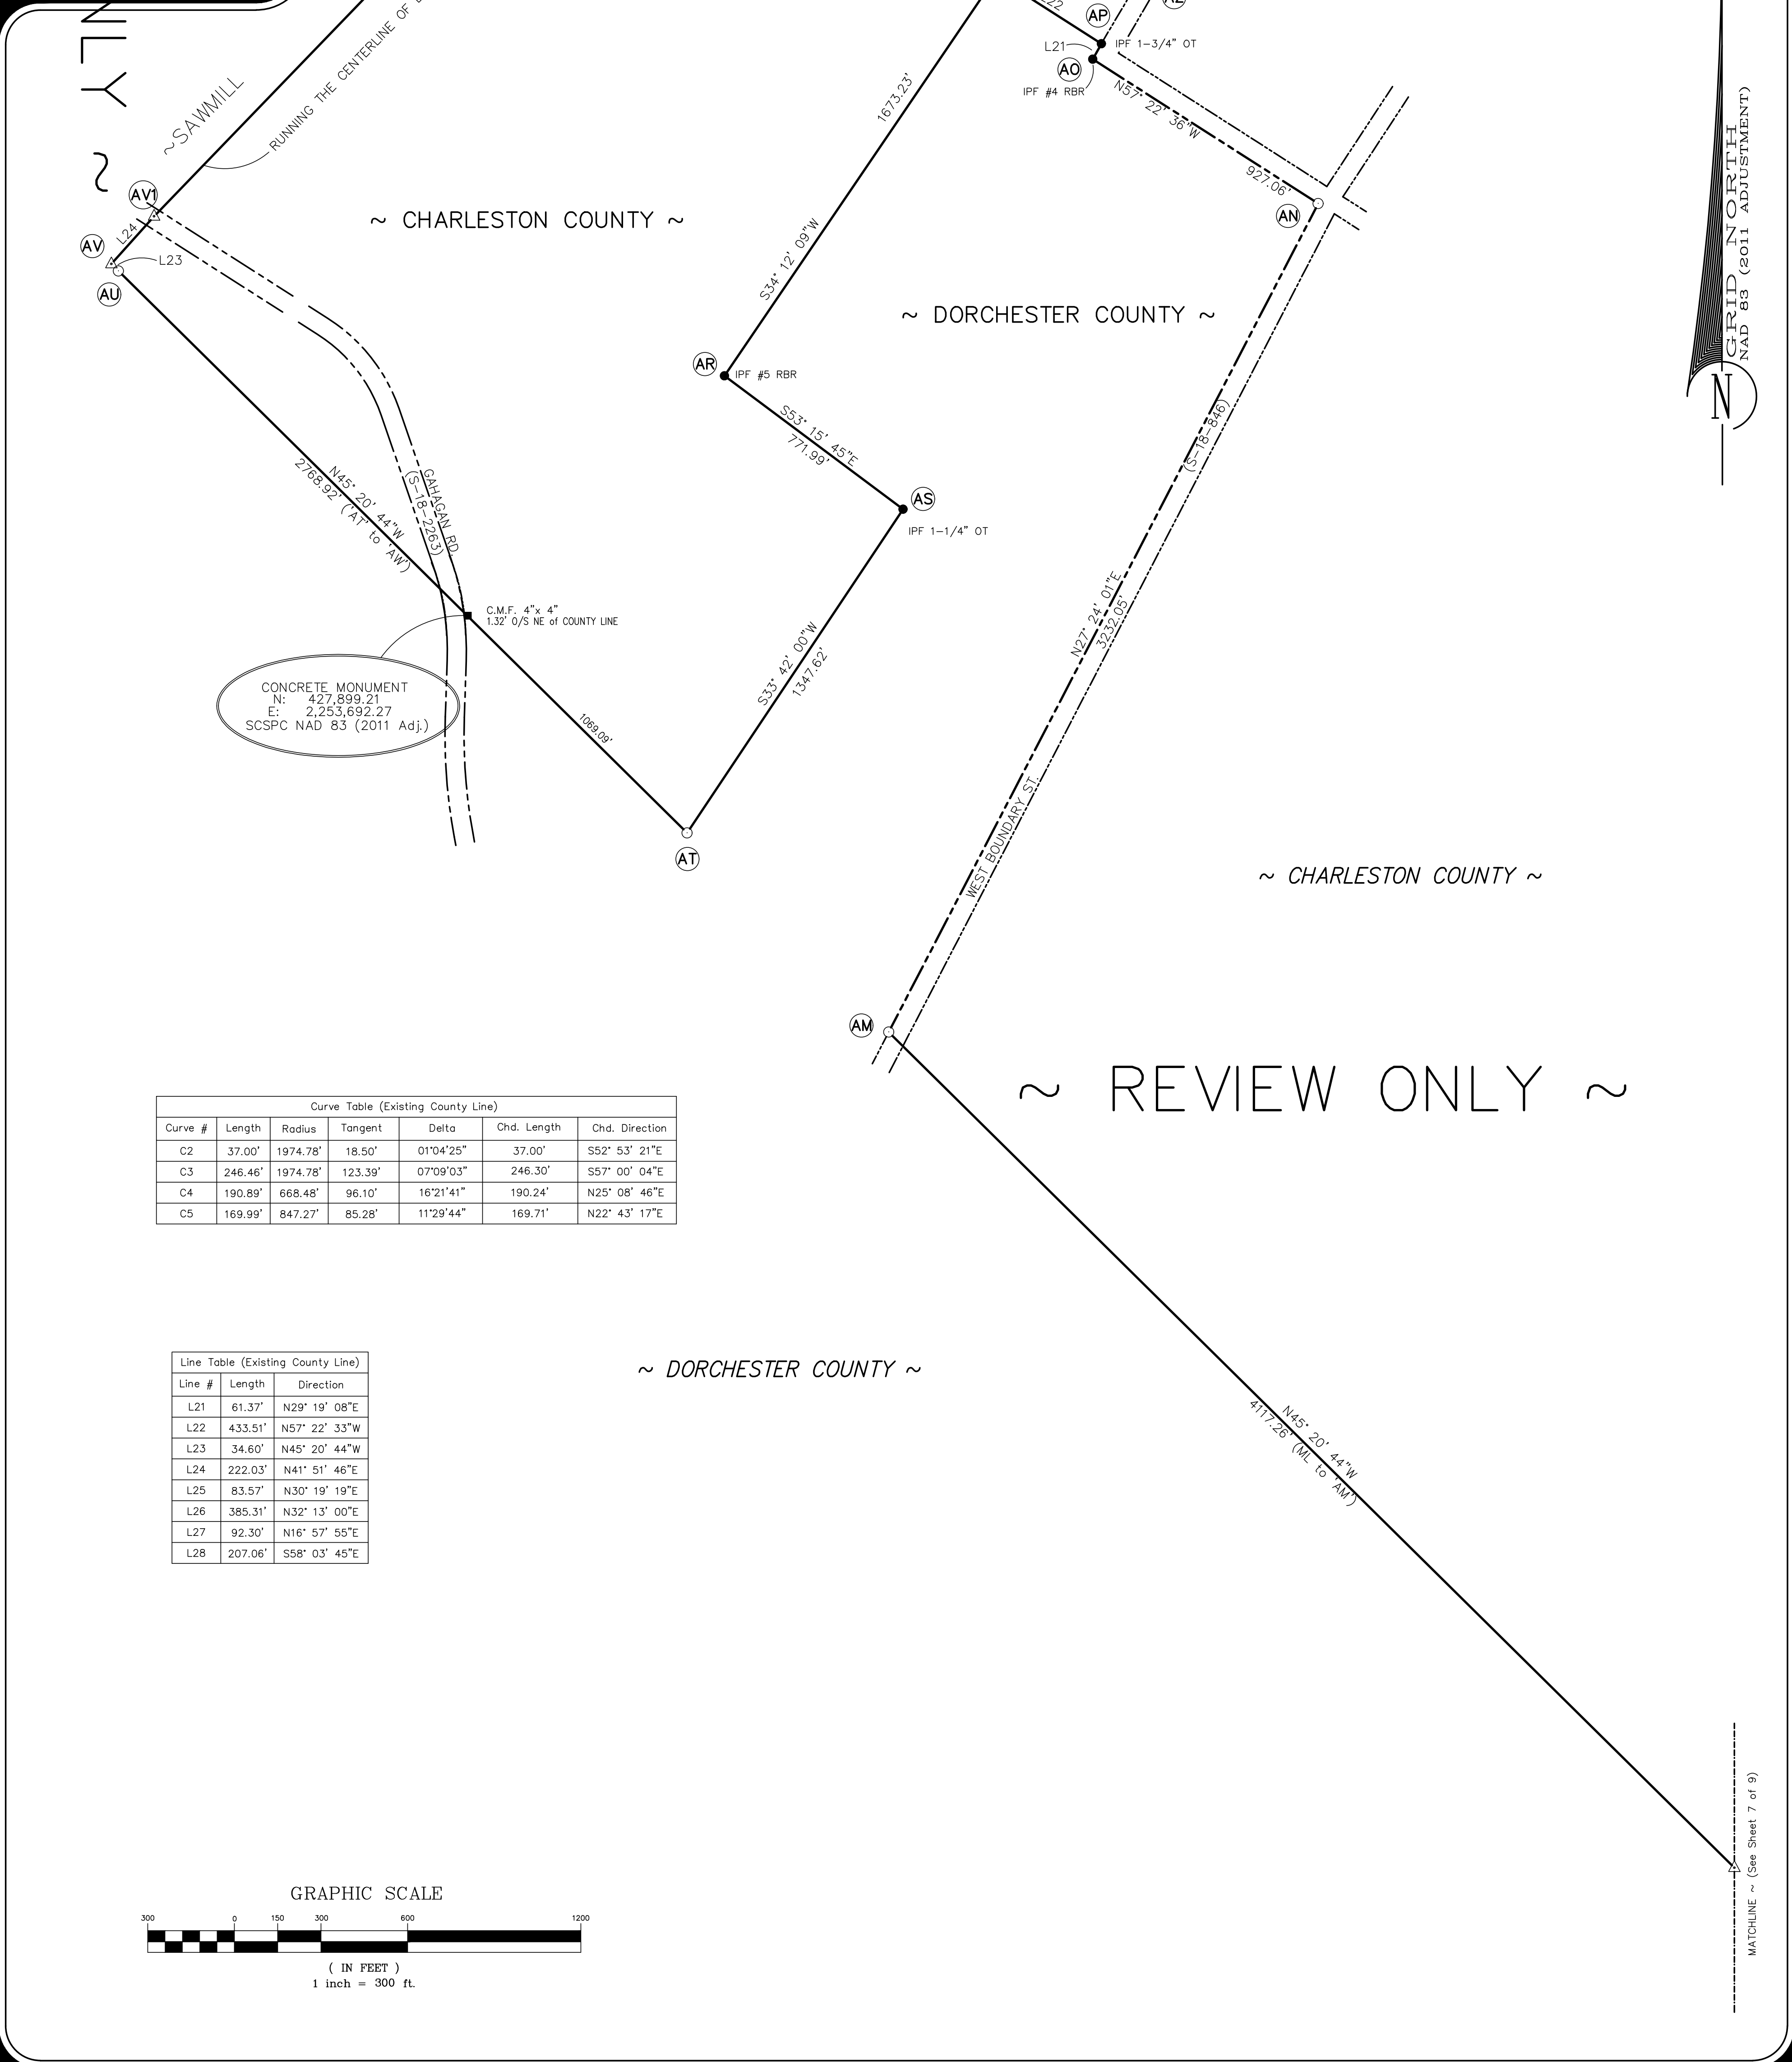 NLY ~
~SAWMILL
RUNNING THE CENTERLINE OF
AV1
L24
AV
L23
AU
~ CHARLESTON COUNTY ~
1673.23'
S34° 12' 09"W
L22
AP
IPF 1-3/4" OT
L21
AO
IPF #4 RBR
N57° 22' 36"W
927.06'
AN
GRID NORTH
NAD 83 (2011 ADJUSTMENT)
N
~ DORCHESTER COUNTY ~
AR
IPF #5 RBR
S53° 15' 45"E
771.99'
AS
IPF 1-1/4" OT
(S-18-846)
N45° 20' 44"W
2768.92' ('AT' to 'AW')
GAHAGAN RD.
(S-18-2263)
C.M.F. 4"x 4"
1.32' O/S NE of COUNTY LINE
CONCRETE MONUMENT
N: 427,899.21
E: 2,253,692.27
SCSPC NAD 83 (2011 Adj.)
1069.09'
S33° 42' 00"W
1347.62'
AT
N27° 24' 01"E
3232.05'
WEST BOUNDARY ST.
~ CHARLESTON COUNTY ~
AM
~ REVIEW ONLY ~
Curve Table (Existing County Line)
Curve # Length Radius Tangent Delta Chd. Length Chd. Direction
C2 37.00' 1974.78' 18.50' 01°04'25" 37.00' S52° 53' 21"E
C3 246.46' 1974.78' 123.39' 07°09'03" 246.30' S57° 00' 04"E
C4 190.89' 668.48' 96.10' 16°21'41" 190.24' N25° 08' 46"E
C5 169.99' 847.27' 85.28' 11°29'44" 169.71' N22° 43' 17"E
Line Table (Existing County Line)
Line # Length Direction
L21 61.37' N29° 19' 08"E
L22 433.51' N57° 22' 33"W
L23 34.60' N45° 20' 44"W
L24 222.03' N41° 51' 46"E
L25 83.57' N30° 19' 19"E
L26 385.31' N32° 13' 00"E
L27 92.30' N16° 57' 55"E
L28 207.06' S58° 03' 45"E
~ DORCHESTER COUNTY ~
N45° 20' 44"W
4117.26' (ML to 'AM')
MATCHLINE ~ (See Sheet 7 of 9)
GRAPHIC SCALE
300 0 150 300 600 1200
( IN FEET )
1 inch = 300 ft.